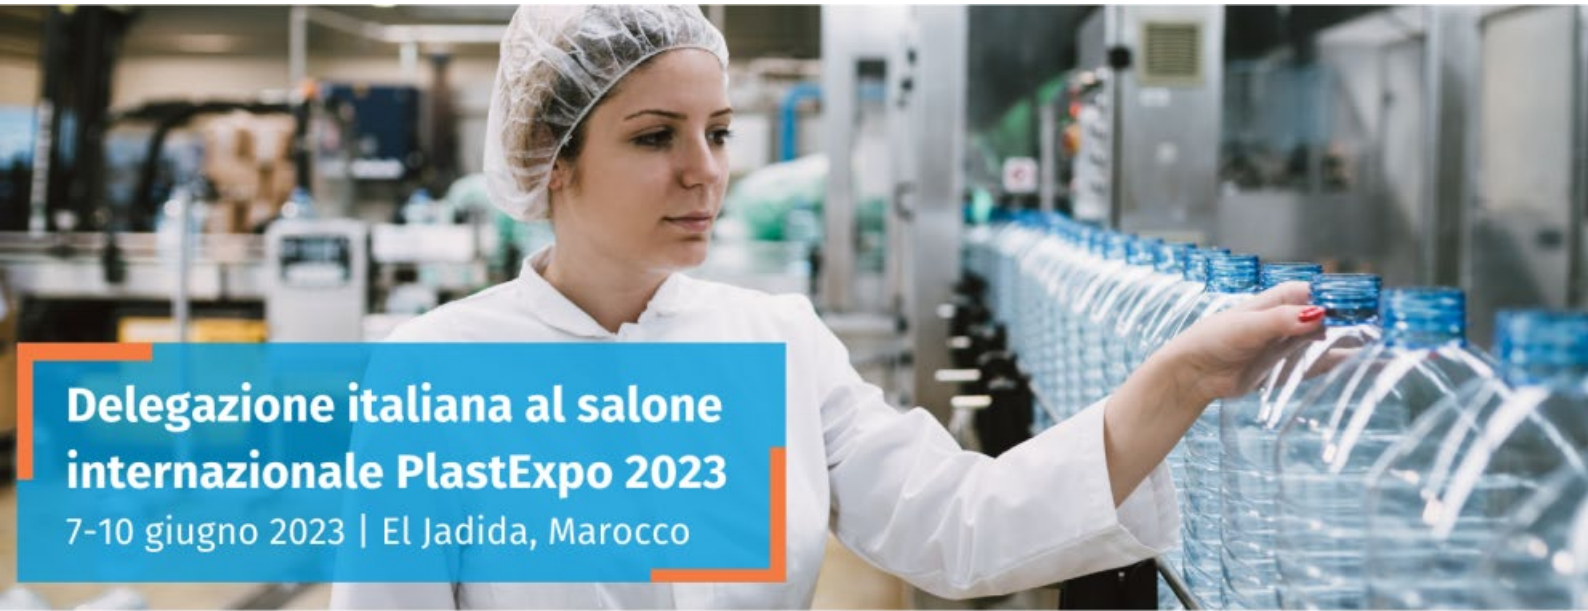 Delegazione italiana al salone
internazionale PlastExpo 2023
7-10 giugno 2023 | El Jadida, Marocco